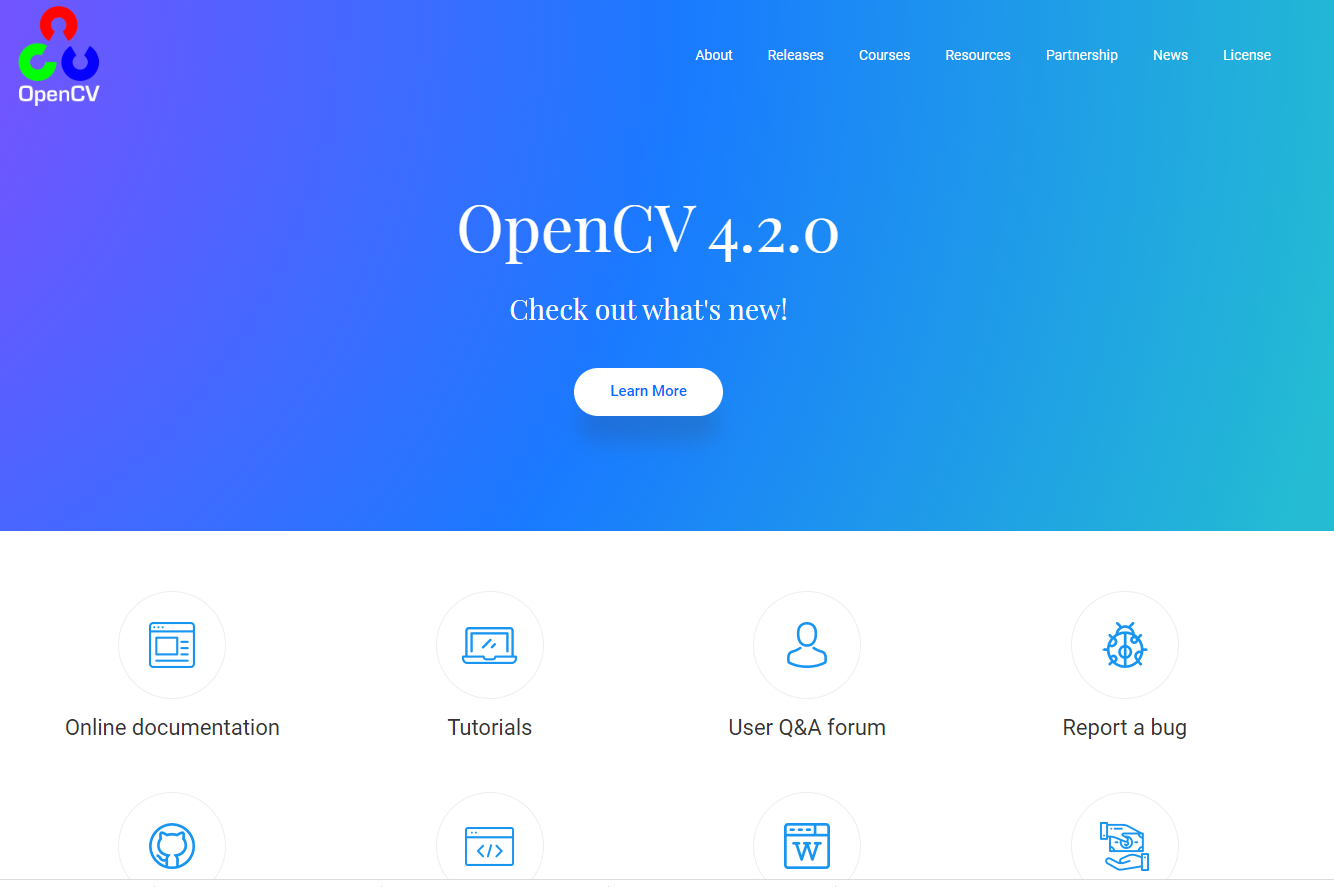 OpenCV
About Releases Courses Resources Partnership News License
OpenCV 4.2.0
Check out what's new!
Learn More
Online documentation Tutorials User Q&A forum Report a bug
W